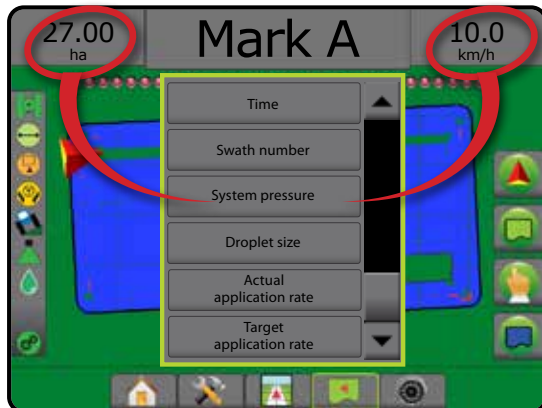 27.00
ha
Mark A
10.0
km/h
Time
Swath number
System pressure
Droplet size
Actual
application rate
Target
application rate